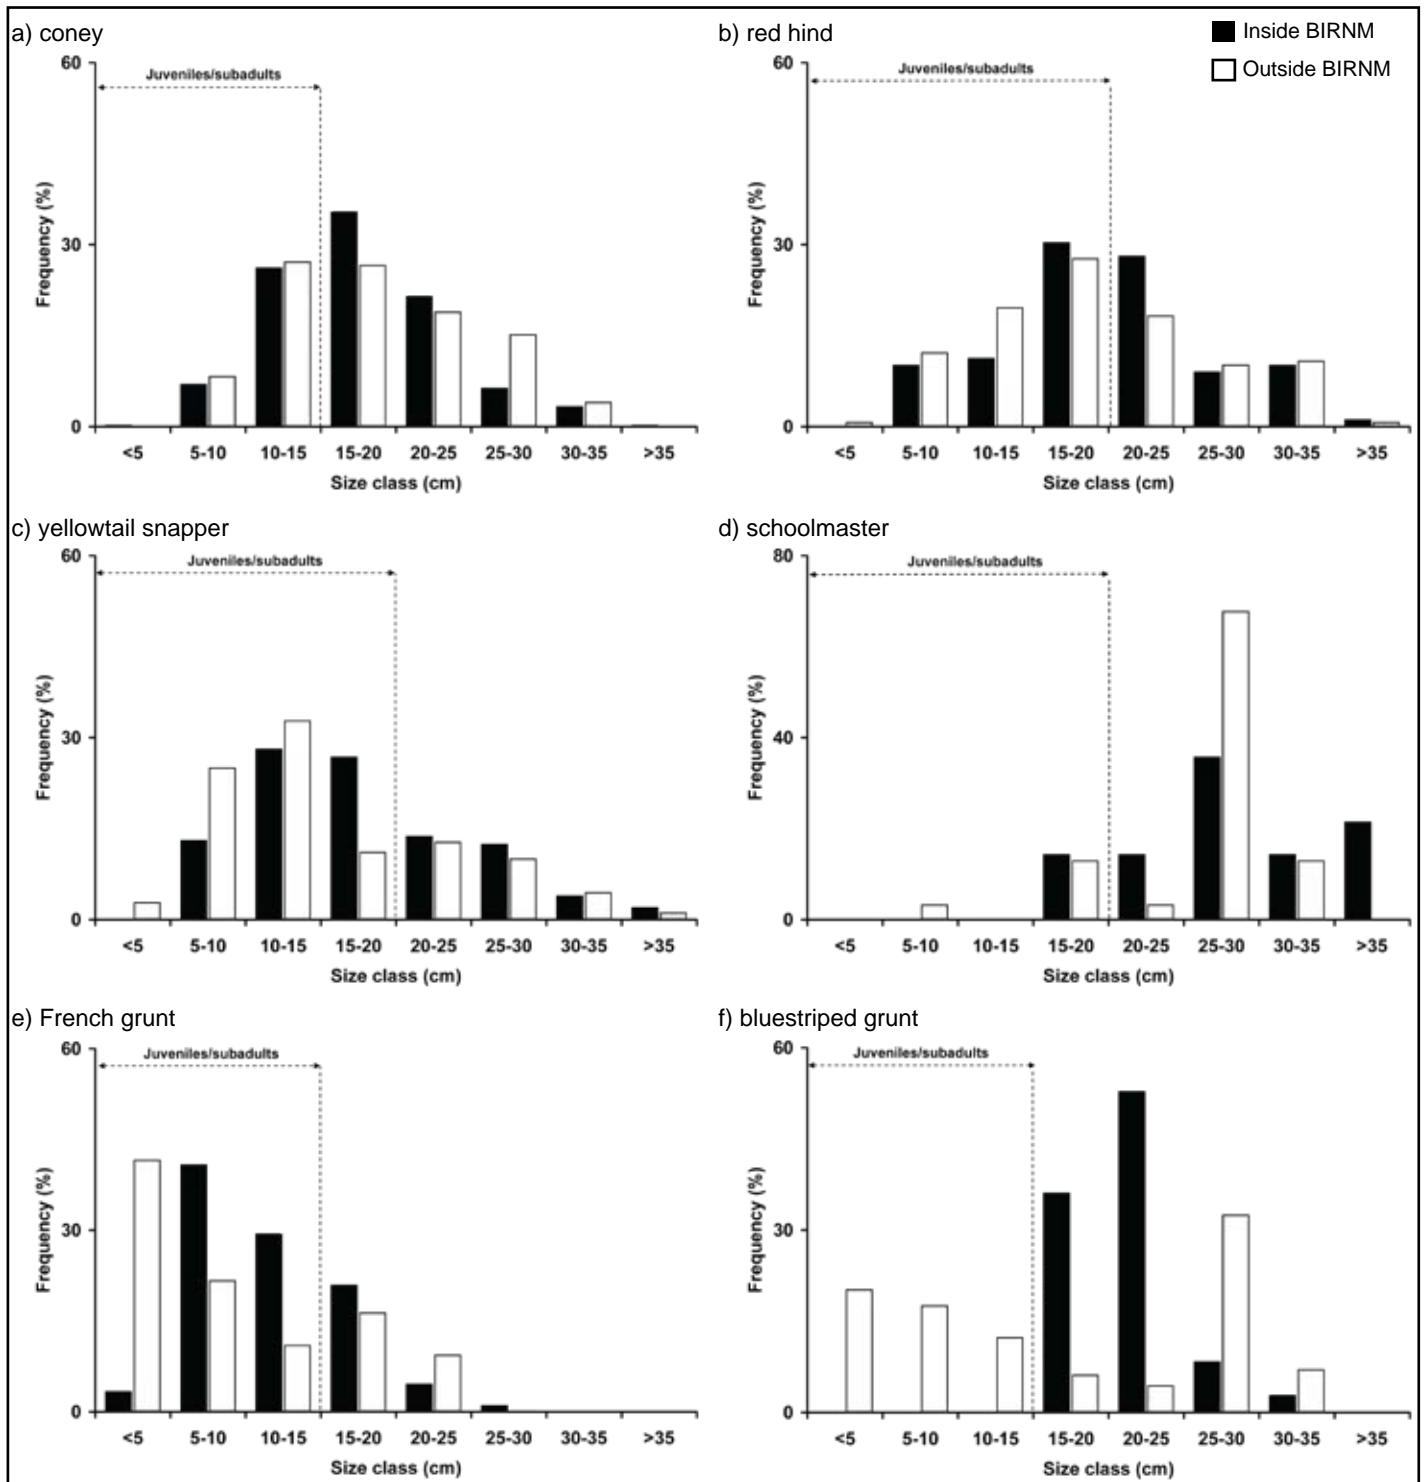 a) coney
b) red hind
Inside BIRNM
Outside BIRNM
60
Juveniles/subadults
30
0
Frequency (%)
<5 5-10 10-15 15-20 20-25 25-30 30-35 >35
Size class (cm)
60
Juveniles/subadults
30
0
Frequency (%)
<5 5-10 10-15 15-20 20-25 25-30 30-35 >35
Size class (cm)
c) yellowtail snapper
d) schoolmaster
60
Juveniles/subadults
30
0
Frequency (%)
<5 5-10 10-15 15-20 20-25 25-30 30-35 >35
Size class (cm)
80
Juveniles/subadults
40
0
Frequency (%)
<5 5-10 10-15 15-20 20-25 25-30 30-35 >35
Size class (cm)
e) French grunt
f) bluestriped grunt
60
Juveniles/subadults
30
0
Frequency (%)
<5 5-10 10-15 15-20 20-25 25-30 30-35 >35
Size class (cm)
60
Juveniles/subadults
30
0
Frequency (%)
<5 5-10 10-15 15-20 20-25 25-30 30-35 >35
Size class (cm)